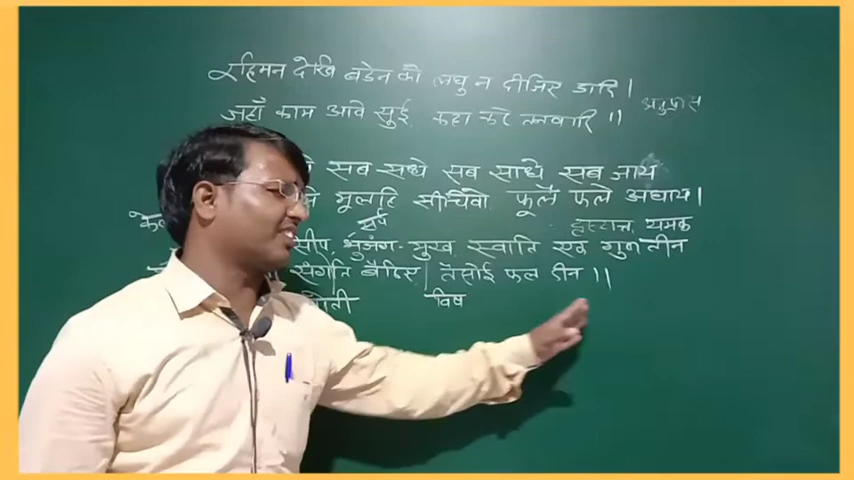 रहिमन देखि बडेन को लघु न दीजिए डारि।
जहाँ काम आवे सुई कहा करे तलवारि॥ अनुप्रास
सब सधे सब साधे सब जाय
मूलहि सींचिवो फूलै फले अघाय।
सर्प दृष्टान्त, यमक
सीप, भुजंग-मुख स्वाति एक गुण तीन
संगति बैठिए तैसोई फल दीन॥
विष